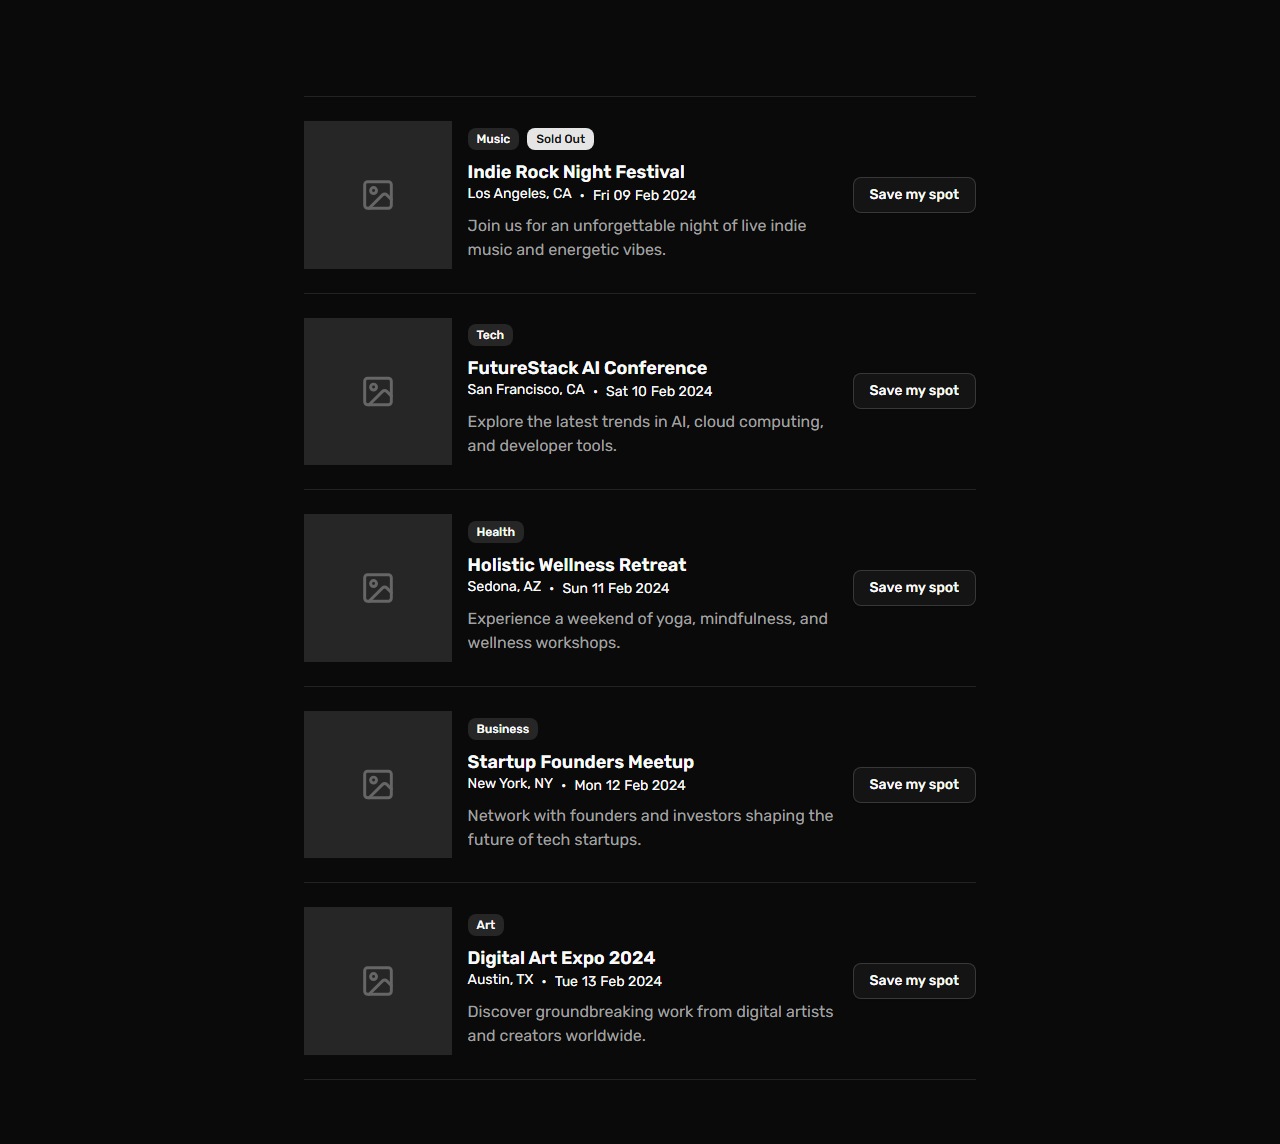 Music Sold Out
Indie Rock Night Festival
Los Angeles, CA • Fri 09 Feb 2024
Save my spot
Join us for an unforgettable night of live indie
music and energetic vibes.
Tech
FutureStack AI Conference
San Francisco, CA • Sat 10 Feb 2024
Save my spot
Explore the latest trends in AI, cloud computing,
and developer tools.
Health
Holistic Wellness Retreat
Sedona, AZ • Sun 11 Feb 2024
Save my spot
Experience a weekend of yoga, mindfulness, and
wellness workshops.
Business
Startup Founders Meetup
New York, NY • Mon 12 Feb 2024
Save my spot
Network with founders and investors shaping the
future of tech startups.
Art
Digital Art Expo 2024
Austin, TX • Tue 13 Feb 2024
Save my spot
Discover groundbreaking work from digital artists
and creators worldwide.